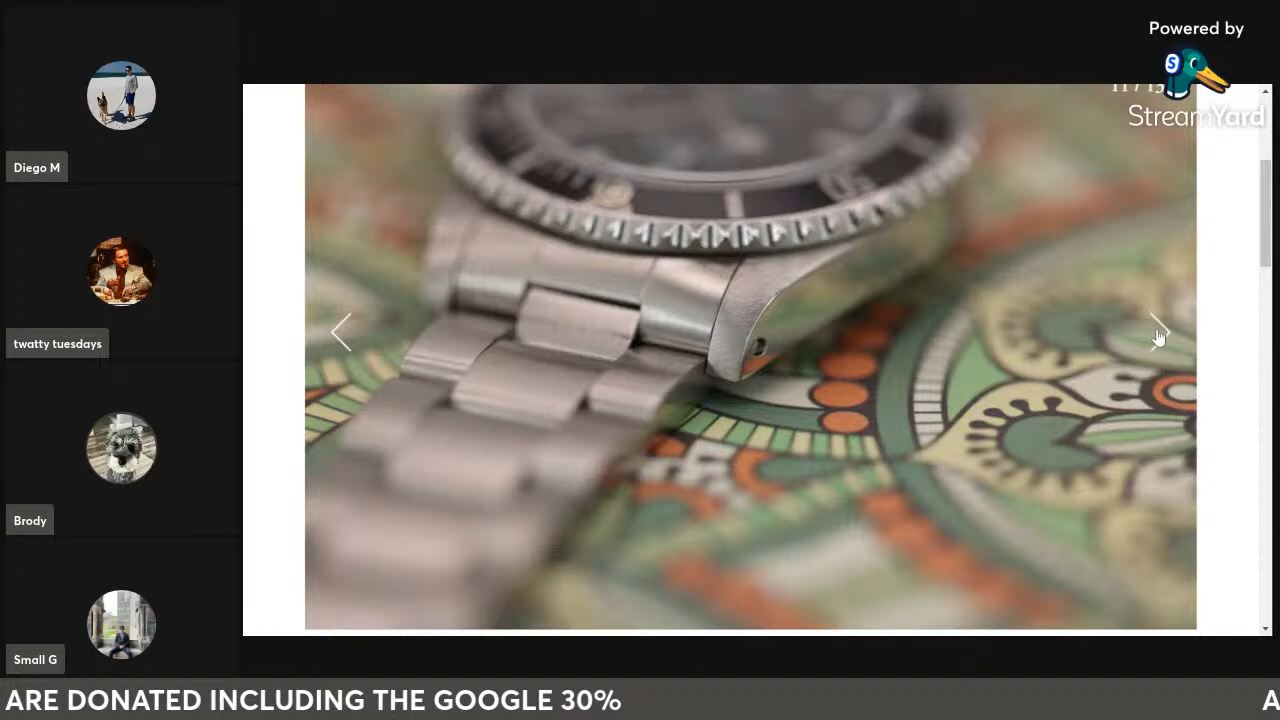 Powered by
StreamYard
Diego M
twatty tuesdays
Brody
Small G
ARE DONATED INCLUDING THE GOOGLE 30%
A